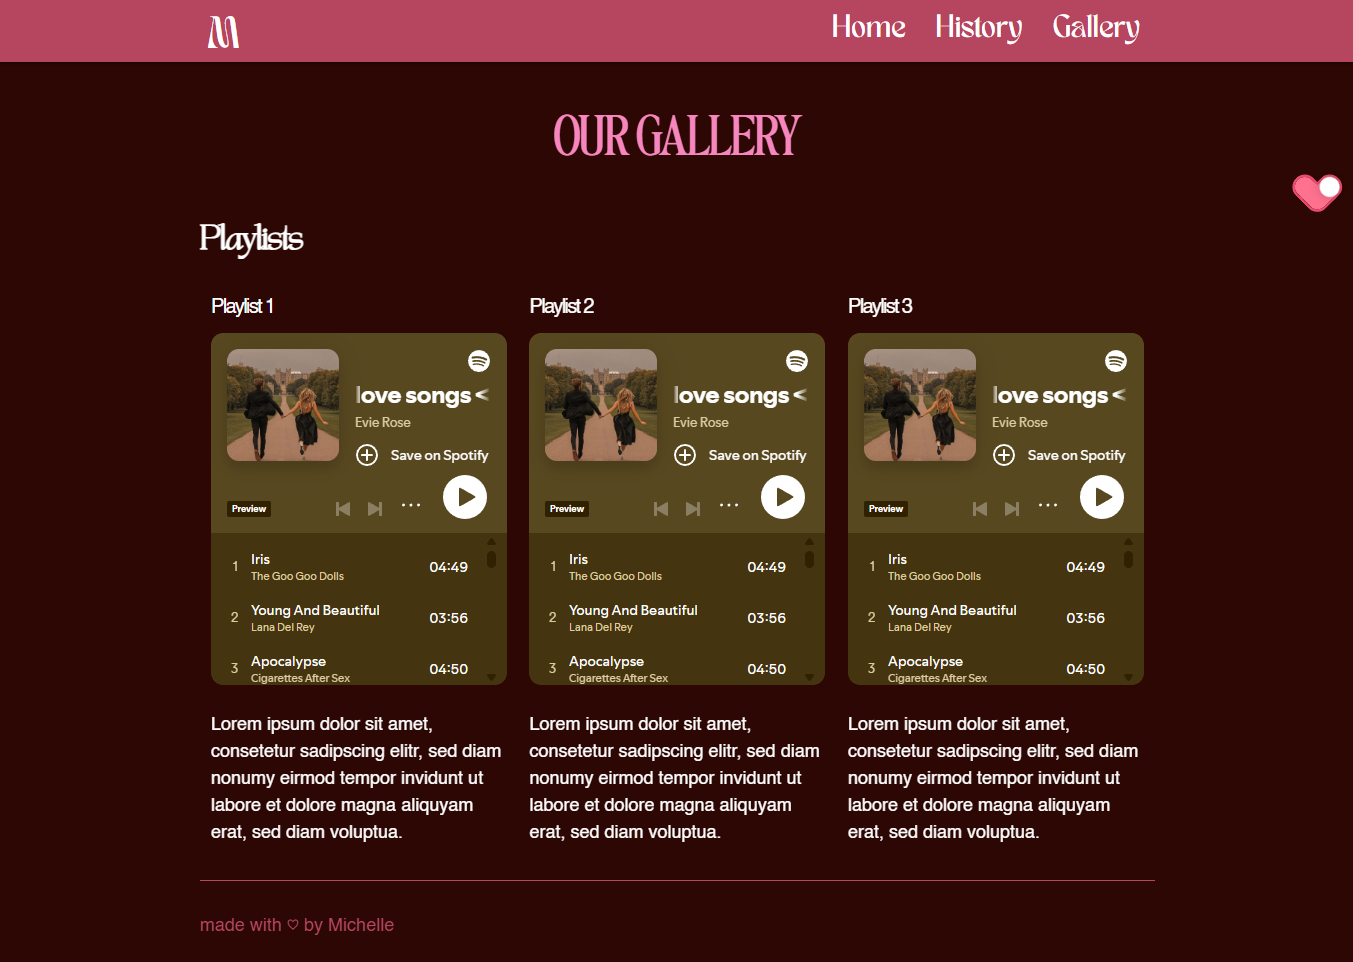 M
Home History Gallery
OUR GALLERY
Playlists
Playlist 1
love songs <
Evie Rose
Save on Spotify
Preview
1 Iris 04:49
The Goo Goo Dolls
2 Young And Beautiful 03:56
Lana Del Rey
3 Apocalypse 04:50
Cigarettes After Sex
Lorem ipsum dolor sit amet,
consetetur sadipscing elitr, sed diam
nonumy eirmod tempor invidunt ut
labore et dolore magna aliquyam
erat, sed diam voluptua.
Playlist 2
love songs <
Evie Rose
Save on Spotify
Preview
1 Iris 04:49
The Goo Goo Dolls
2 Young And Beautiful 03:56
Lana Del Rey
3 Apocalypse 04:50
Cigarettes After Sex
Lorem ipsum dolor sit amet,
consetetur sadipscing elitr, sed diam
nonumy eirmod tempor invidunt ut
labore et dolore magna aliquyam
erat, sed diam voluptua.
Playlist 3
love songs <
Evie Rose
Save on Spotify
Preview
1 Iris 04:49
The Goo Goo Dolls
2 Young And Beautiful 03:56
Lana Del Rey
3 Apocalypse 04:50
Cigarettes After Sex
Lorem ipsum dolor sit amet,
consetetur sadipscing elitr, sed diam
nonumy eirmod tempor invidunt ut
labore et dolore magna aliquyam
erat, sed diam voluptua.
made with ♡ by Michelle